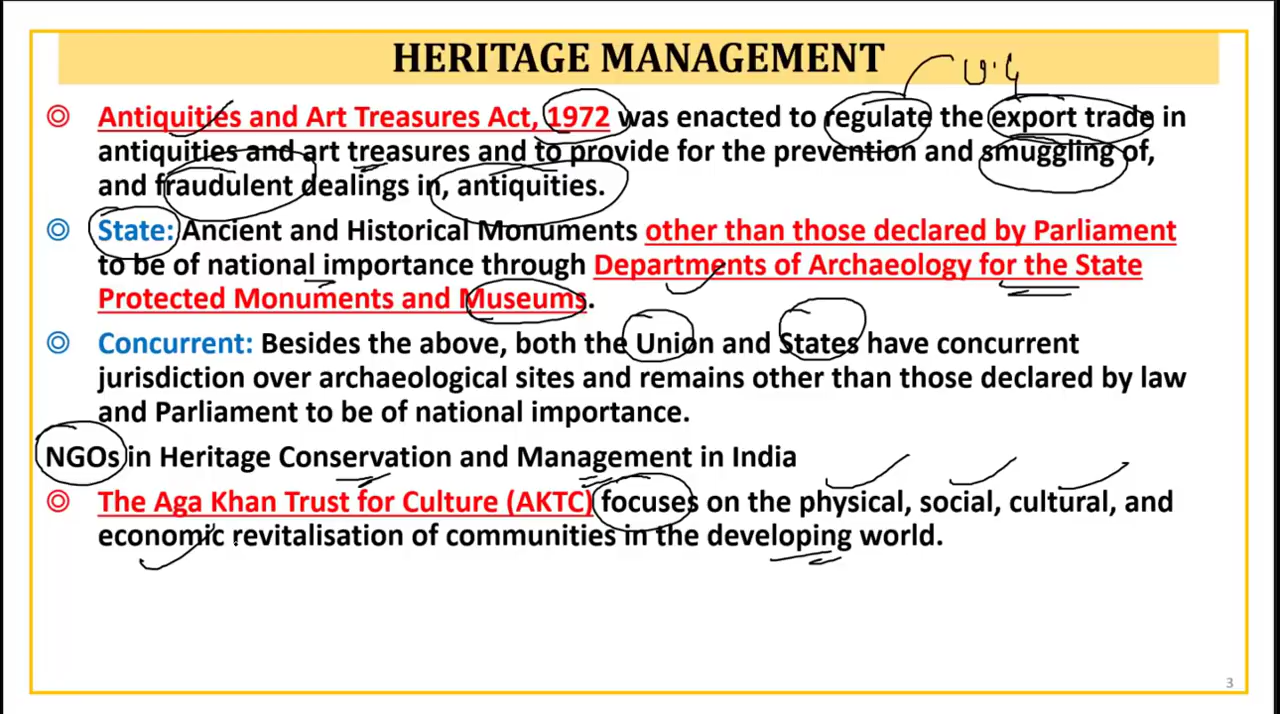 HERITAGE MANAGEMENT
Antiquities and Art Treasures Act, 1972 was enacted to regulate the export trade in
antiquities and art treasures and to provide for the prevention and smuggling of,
and fraudulent dealings in, antiquities.
State: Ancient and Historical Monuments other than those declared by Parliament
to be of national importance through Departments of Archaeology for the State
Protected Monuments and Museums.
Concurrent: Besides the above, both the Union and States have concurrent
jurisdiction over archaeological sites and remains other than those declared by law
and Parliament to be of national importance.
NGOs in Heritage Conservation and Management in India
The Aga Khan Trust for Culture (AKTC) focuses on the physical, social, cultural, and
economic revitalisation of communities in the developing world.
3